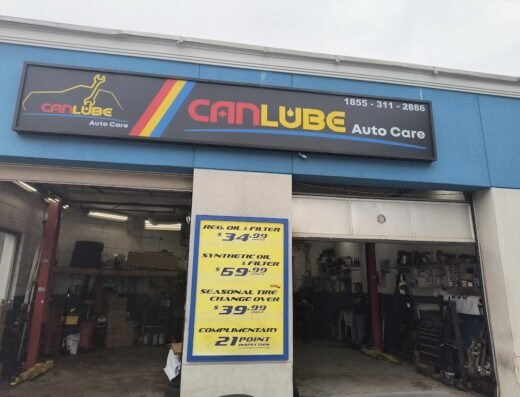 CANLUBE
Auto Care
CANLUBE
Auto Care
1855 - 311 - 2886
REG. OIL & FILTER
$34.99
SYNTHETIC OIL
& FILTER
$69.99
SEASONAL TIRE
CHANGE OVER
$39.99
COMPLIMENTARY
21 POINT
INSPECTION